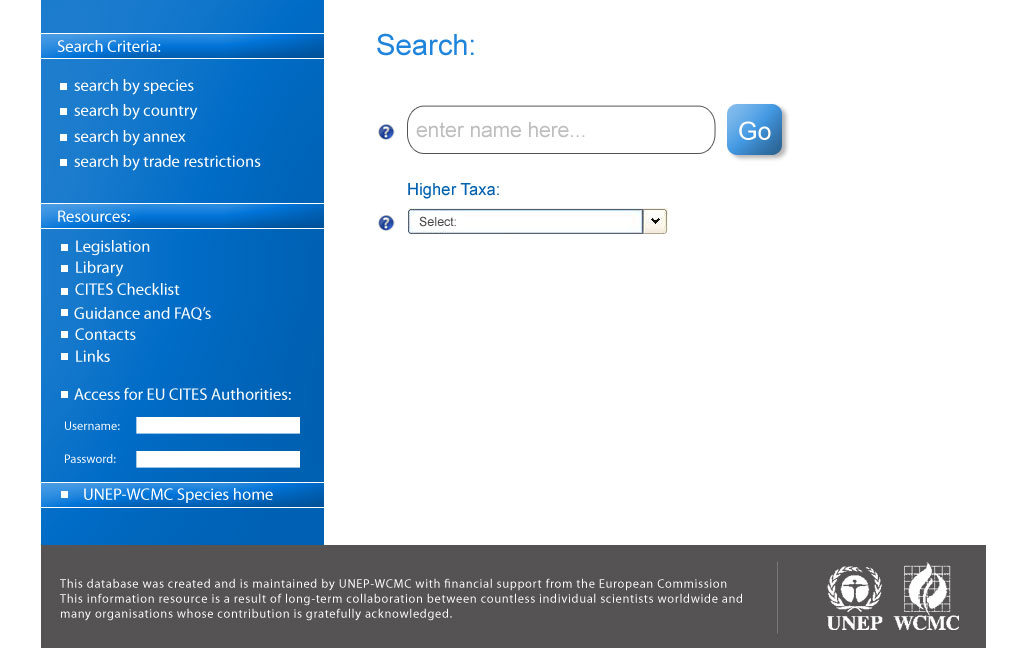 Search Criteria:
search by species
search by country
search by annex
search by trade restrictions
Resources:
Legislation
Library
CITES Checklist
Guidance and FAQ’s
Contacts
Links
Access for EU CITES Authorities:
Username:
Password:
UNEP-WCMC Species home
Search:
? enter name here... Go
Higher Taxa:
? Select:
This database was created and is maintained by UNEP-WCMC with financial support from the European Commission
This information resource is a result of long-term collaboration between countless individual scientists worldwide and
many organisations whose contribution is gratefully acknowledged.
UNEP WCMC